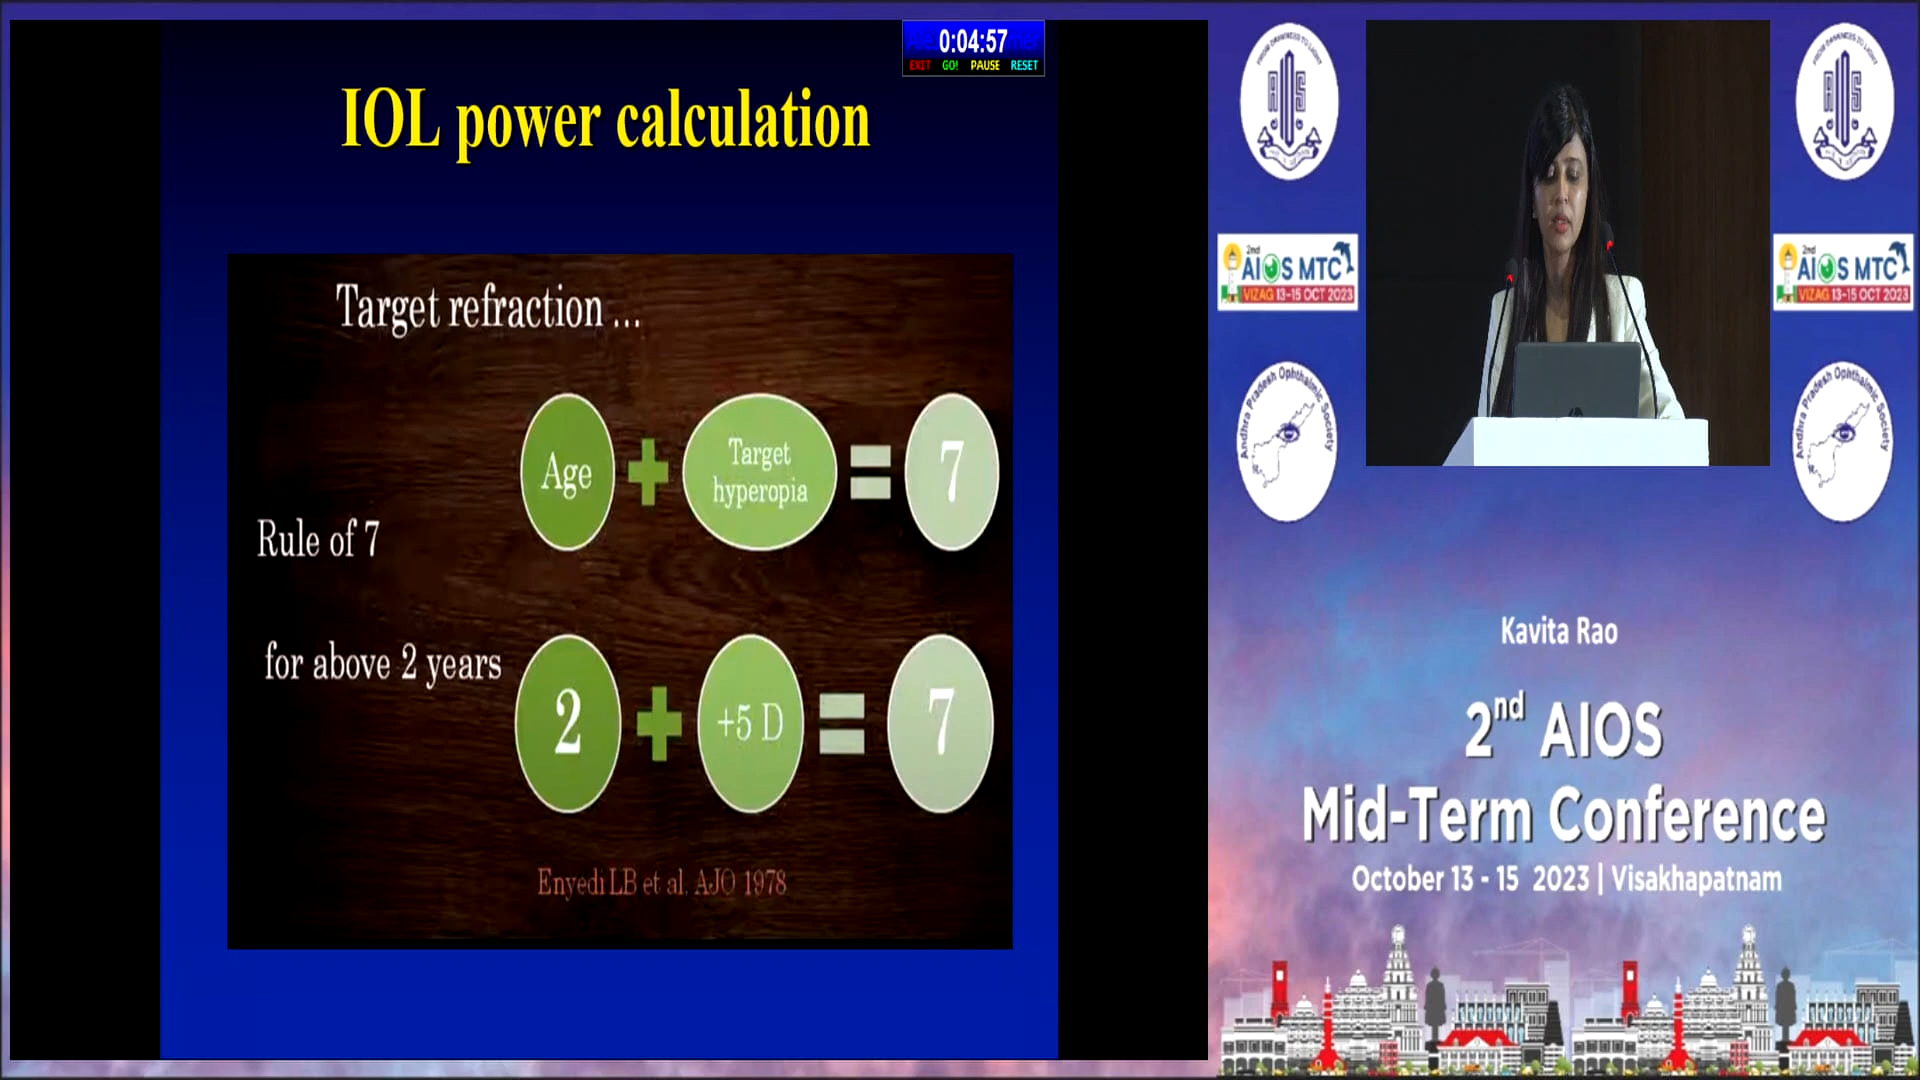 0:04:57
EXIT GO! PAUSE RESET
IOL power calculation
Target refraction ...
Age
Target
hyperopia
7
Rule of 7
for above 2 years
2
+5 D
7
Enyedi LB et al. AJO 1978
2nd
AIOS MTC
VIZAG 13-15 OCT 2023
Andhra Pradesh Ophthalmic Society
2nd
AIOS MTC
VIZAG 13-15 OCT 2023
Andhra Pradesh Ophthalmic Society
Kavita Rao
2nd AIOS
Mid-Term Conference
October 13 - 15 2023 | Visakhapatnam